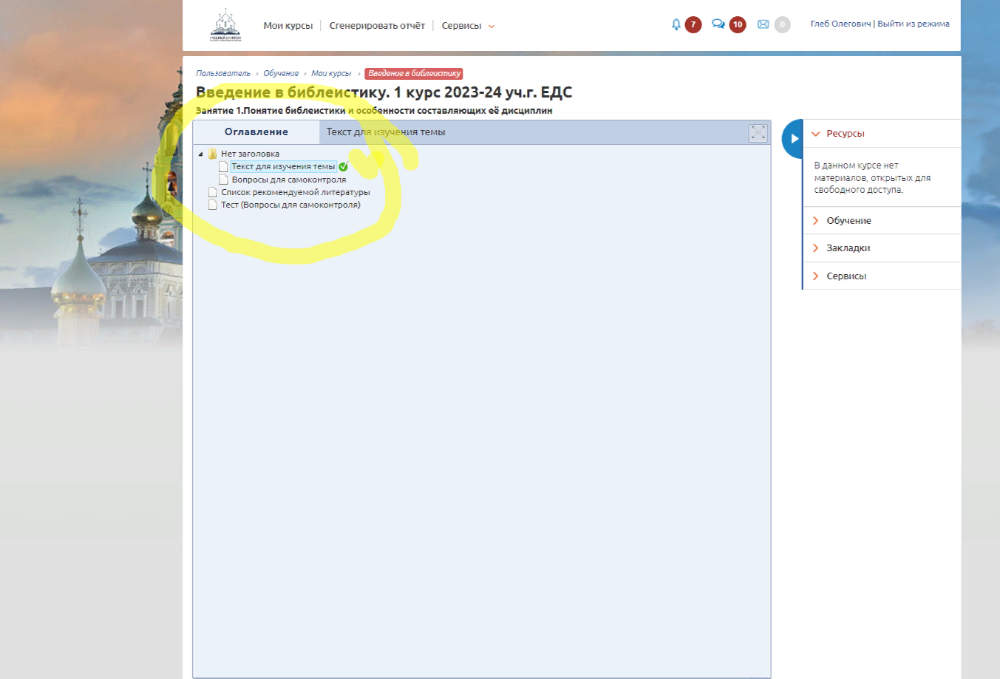 УЧЕБНЫЙ КОМИТЕТ
Мои курсы
Сгенерировать отчёт
Сервисы
7
10
0
Глеб Олегович | Выйти из режима
Пользователь › Обучение › Мои курсы › Введение в библеистику
Введение в библеистику. 1 курс 2023-24 уч.г. ЕДС
Занятие 1.Понятие библеистики и особенности составляющих её дисциплин
Оглавление
Текст для изучения темы
Нет заголовка
Текст для изучения темы
Вопросы для самоконтроля
Список рекомендуемой литературы
Тест (Вопросы для самоконтроля)
Ресурсы
В данном курсе нет
материалов, открытых для
свободного доступа.
Обучение
Закладки
Сервисы